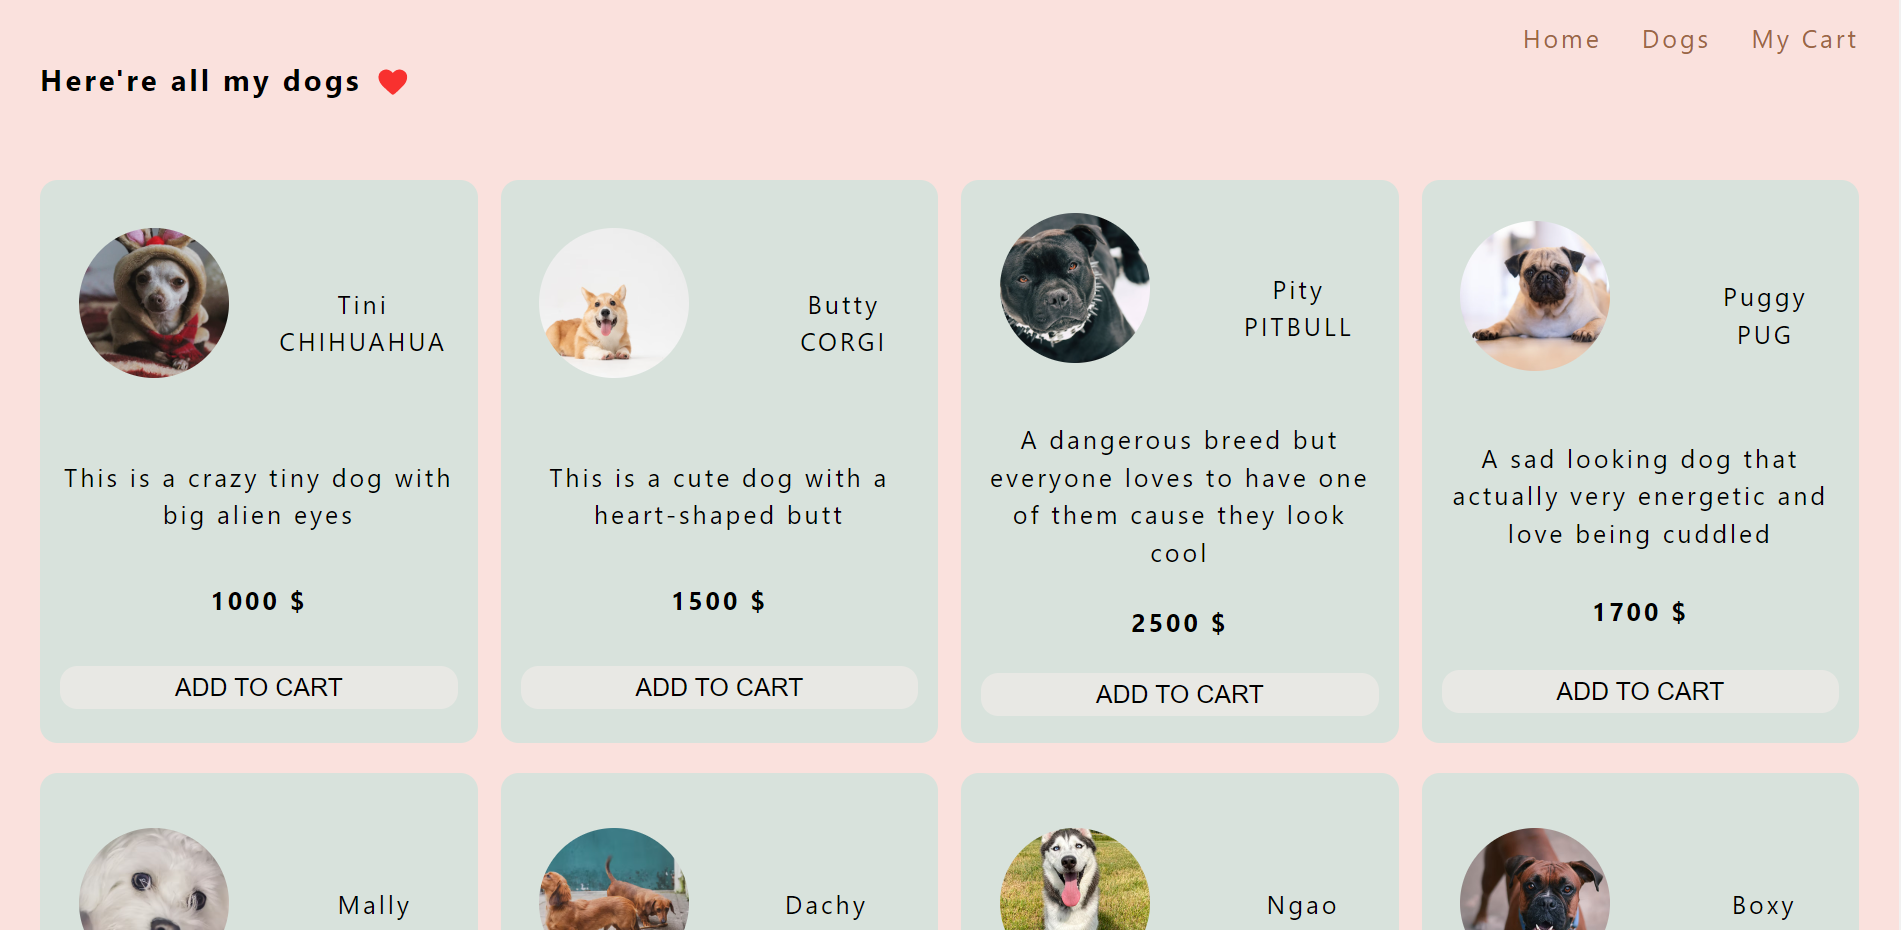 Home Dogs My Cart
Here're all my dogs
Tini
CHIHUAHUA
This is a crazy tiny dog with
big alien eyes
1000 $
ADD TO CART
Butty
CORGI
This is a cute dog with a
heart-shaped butt
1500 $
ADD TO CART
Pity
PITBULL
A dangerous breed but
everyone loves to have one
of them cause they look
cool
2500 $
ADD TO CART
Puggy
PUG
A sad looking dog that
actually very energetic and
love being cuddled
1700 $
ADD TO CART
Mally
Dachy
Ngao
Boxy